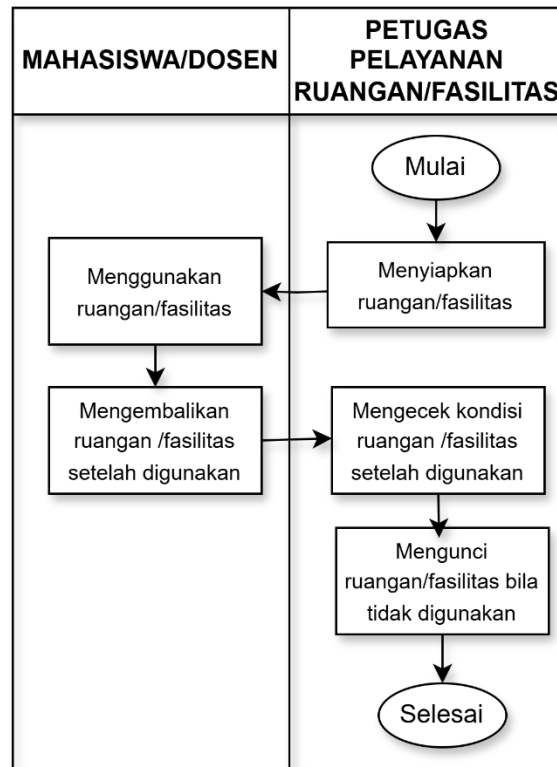 MAHASISWA/DOSEN
PETUGAS
PELAYANAN
RUANGAN/FASILITAS
Mulai
Menyiapkan
ruangan/fasilitas
Menggunakan
ruangan/fasilitas
Mengembalikan
ruangan /fasilitas
setelah digunakan
Mengecek kondisi
ruangan /fasilitas
setelah digunakan
Mengunci
ruangan/fasilitas bila
tidak digunakan
Selesai